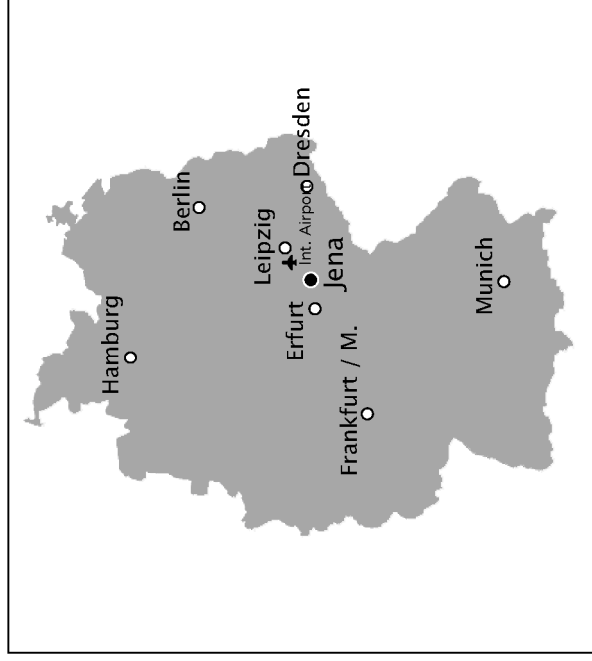 Hamburg
Berlin
Leipzig
Int. Airport
Dresden
Jena
Erfurt
Frankfurt / M.
Munich